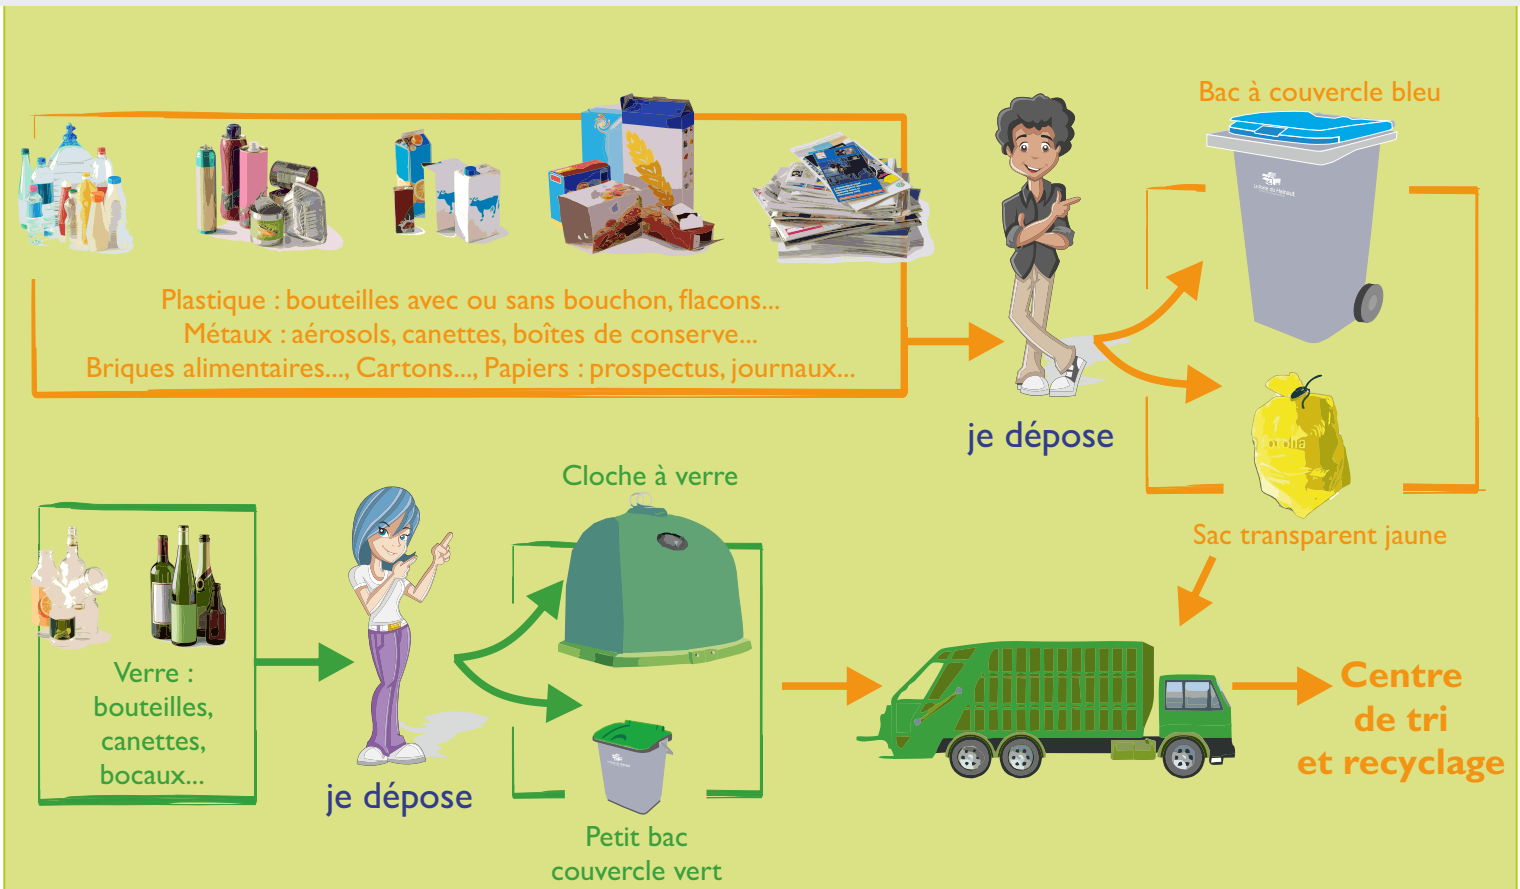 Bac à couvercle bleu
Plastique : bouteilles avec ou sans bouchon, flacons...
Métaux : aérosols, canettes, boîtes de conserve...
Briques alimentaires..., Cartons..., Papiers : prospectus, journaux...
je dépose
Sac transparent jaune
Cloche à verre
Verre :
bouteilles,
canettes,
bocaux...
je dépose
Petit bac
couvercle vert
Centre
de tri
et recyclage